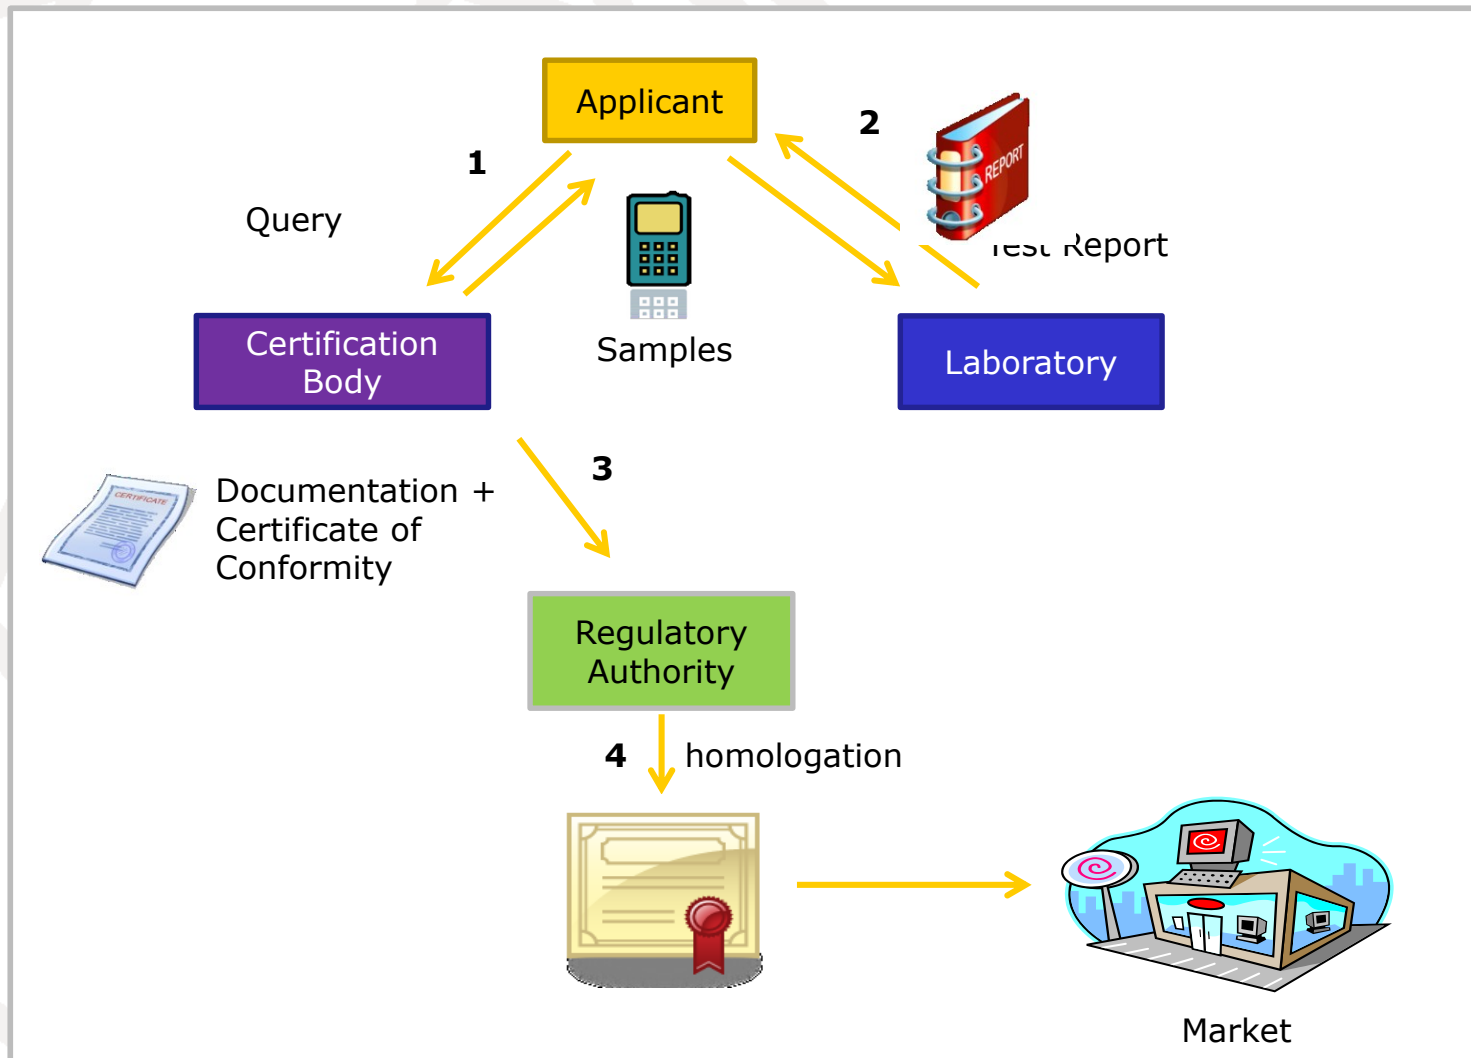 Applicant
1
2
REPORT
Query
Test Report
Certification
Body
Samples
Laboratory
3
CERTIFICATE
Documentation +
Certificate of
Conformity
Regulatory
Authority
4
homologation
Market